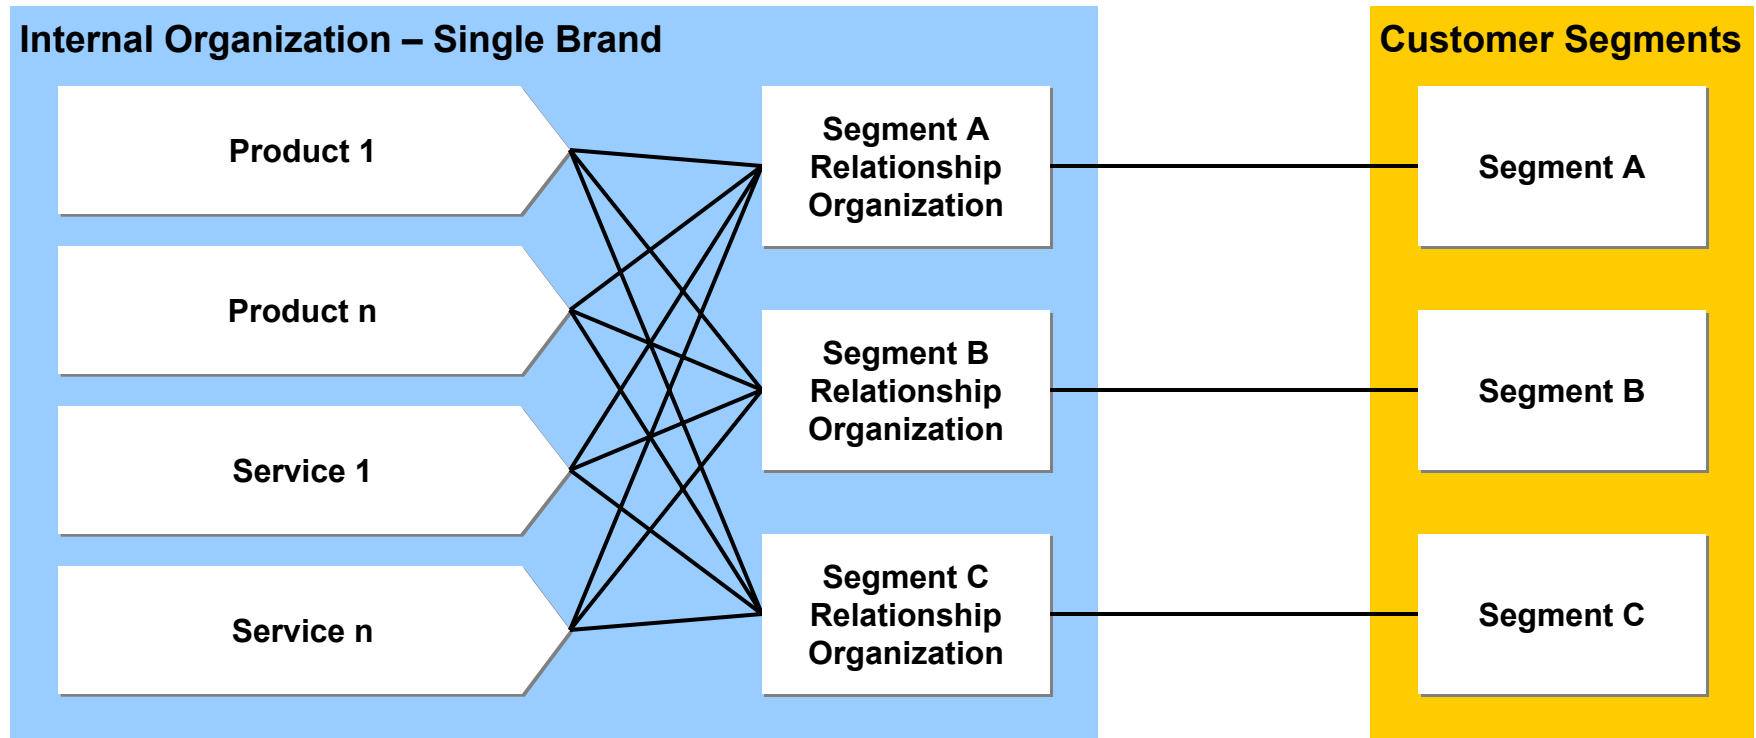 Internal Organization – Single Brand
Customer Segments
Product 1
Product n
Service 1
Service n
Segment A
Relationship
Organization
Segment B
Relationship
Organization
Segment C
Relationship
Organization
Segment A
Segment B
Segment C